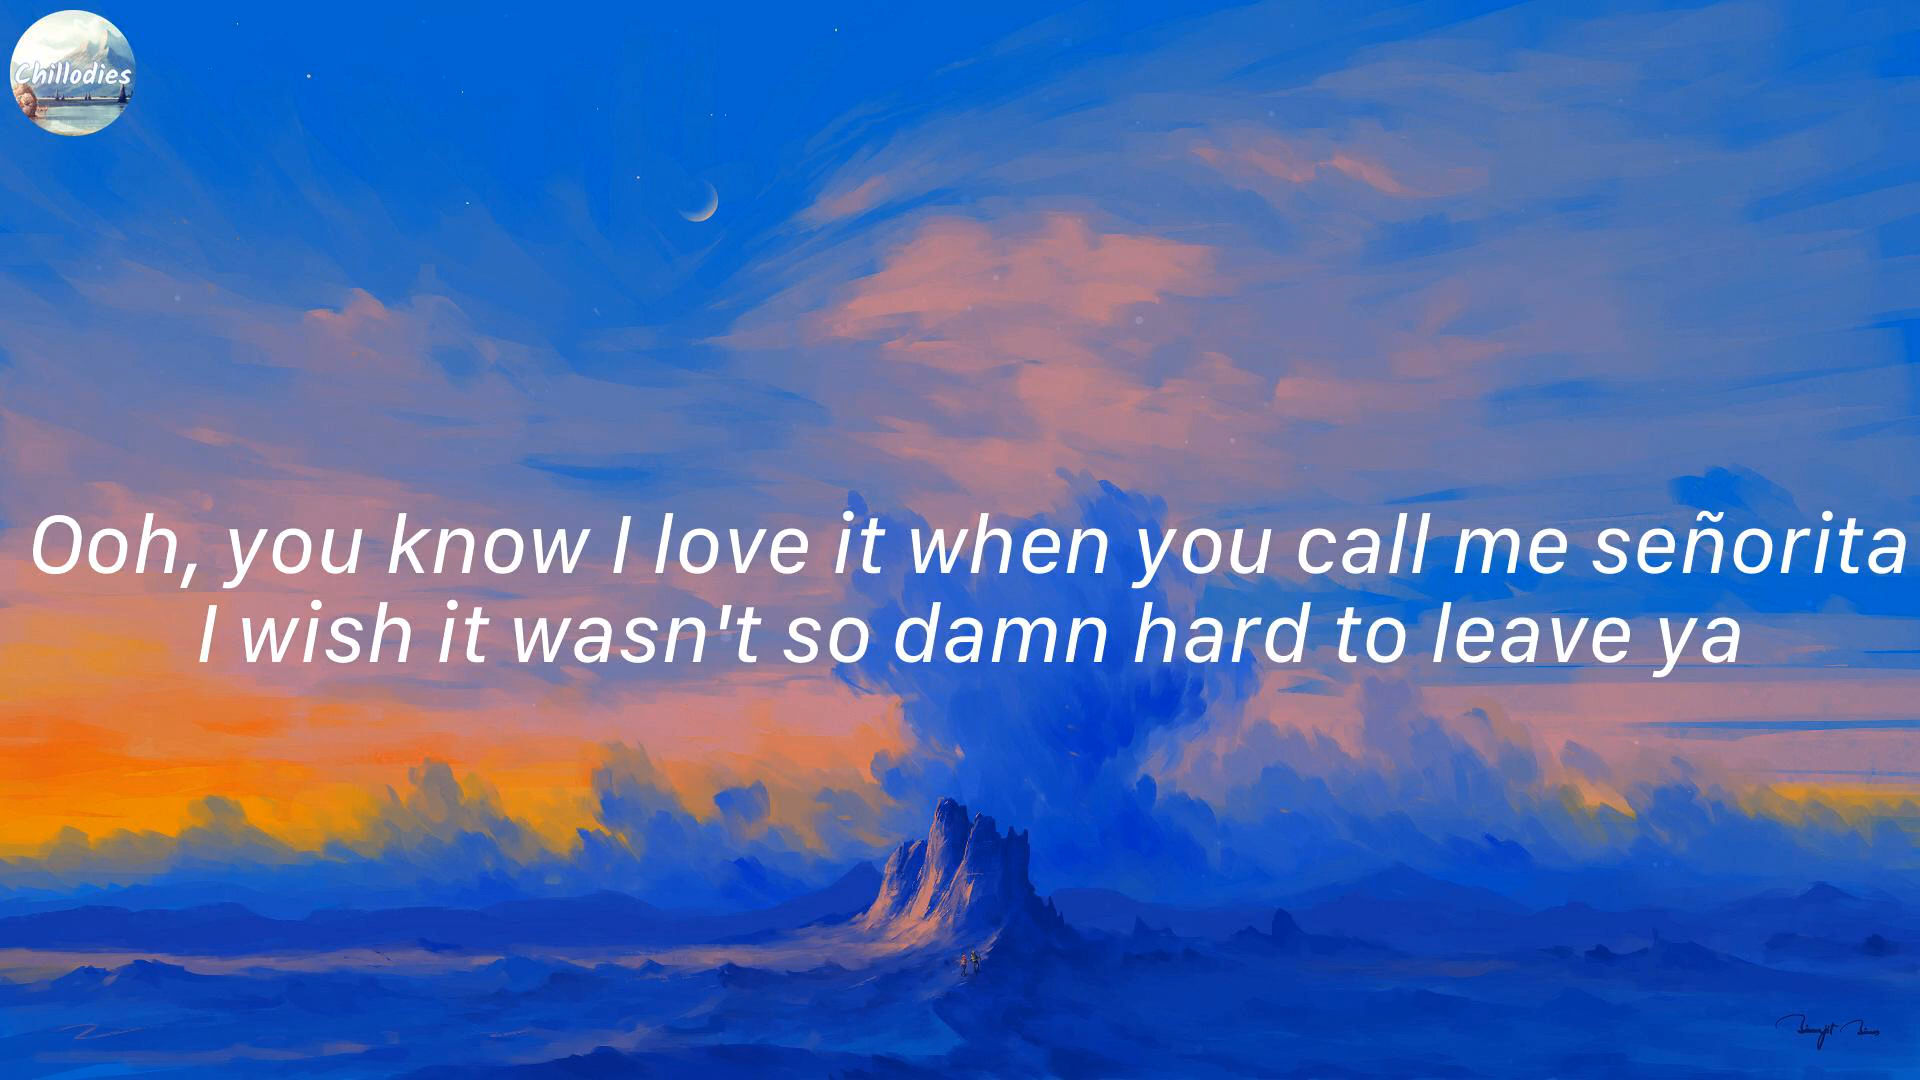 Chillodies
Ooh, you know I love it when you call me señorita
I wish it wasn't so damn hard to leave ya